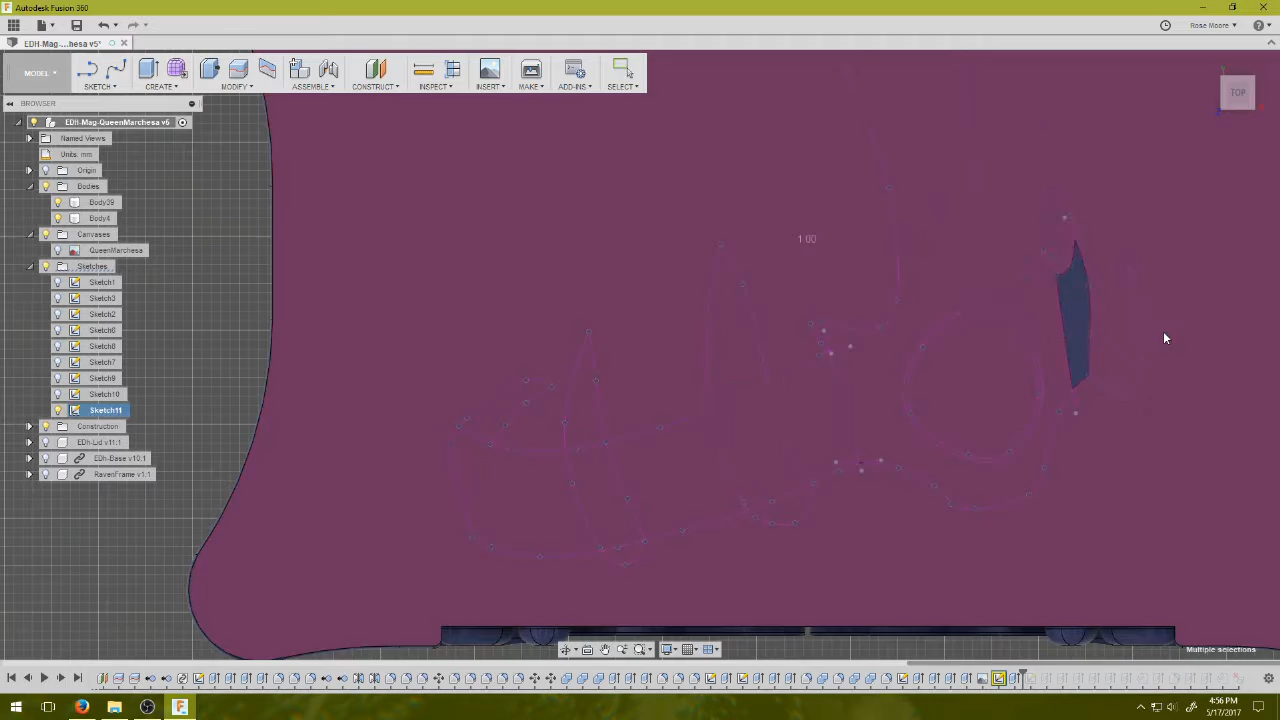 Autodesk Fusion 360
Rose Moore
EDH-Mag-...hesa v5*
MODEL
SKETCH
CREATE
MODIFY
ASSEMBLE
CONSTRUCT
INSPECT
INSERT
MAKE
ADD-INS
SELECT
TOP
BROWSER
EDH-Mag-QueenMarchesa v5
Named Views
Units: mm
Origin
Bodies
Body39
Body4
Canvases
QueenMarchesa
Sketches
Sketch1
Sketch3
Sketch2
Sketch6
Sketch8
Sketch7
Sketch9
Sketch10
Sketch11
Construction
EDh-Lid v11:1
EDh-Base v10:1
RavenFrame v1:1
1.00
Multiple selections
4:56 PM
5/17/2017